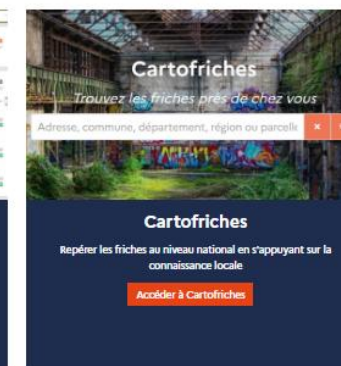 Cartofriches
Trouvez les friches près de chez vous
Adresse, commune, département, région ou parcelle
Cartofriches
Repérer les friches au niveau national en s'appuyant sur la
connaissance locale
Accéder à Cartofriches